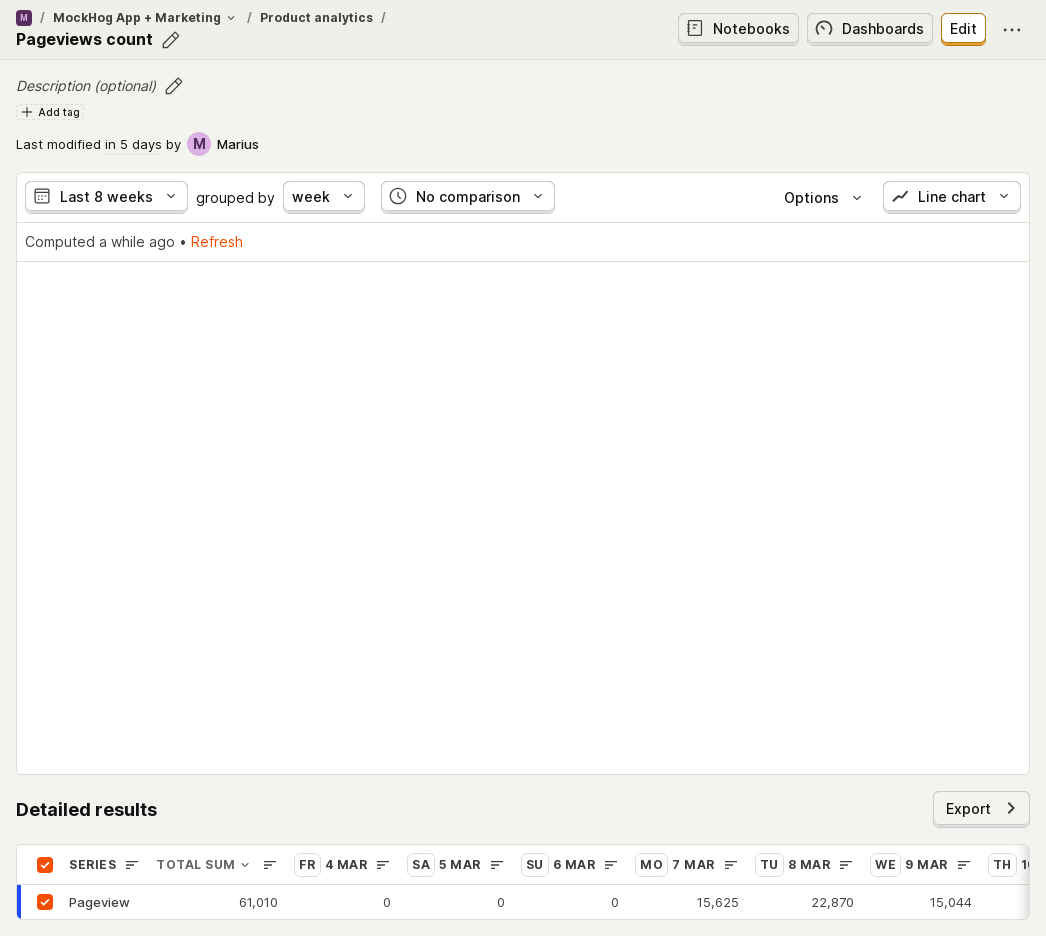 M / MockHog App + Marketing / Product analytics /
Pageviews count
Notebooks Dashboards Edit
Description (optional)
Add tag
Last modified in 5 days by M Marius
Last 8 weeks grouped by week No comparison Options Line chart
Computed a while ago • Refresh
Detailed results
Export
SERIES TOTAL SUM FR 4 MAR SA 5 MAR SU 6 MAR MO 7 MAR TU 8 MAR WE 9 MAR TH
Pageview 61,010 0 0 0 15,625 22,870 15,044